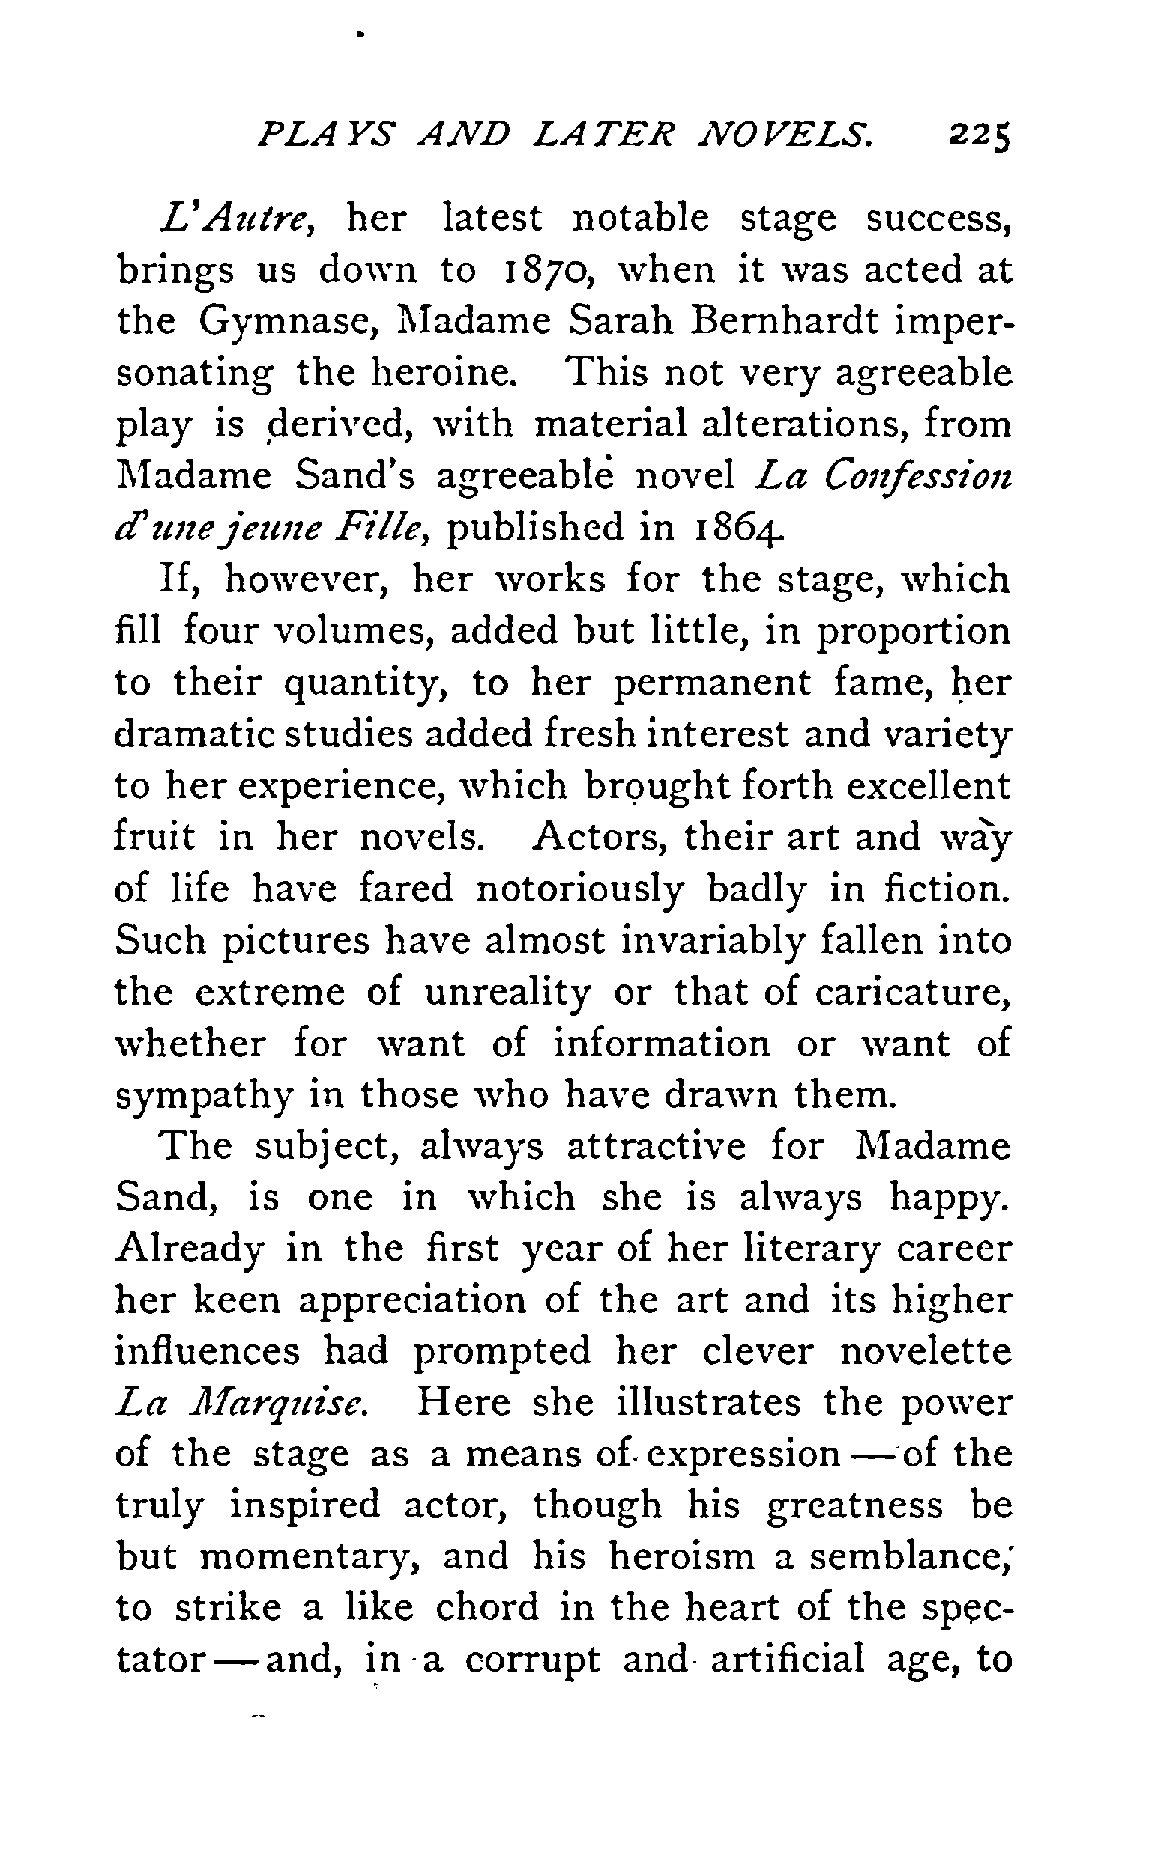 PLAYS AND LATER NOVELS. 225
L'Autre, her latest notable stage success,
brings us down to 1870, when it was acted at
the Gymnase, Madame Sarah Bernhardt imper-
sonating the heroine. This not very agreeable
play is derived, with material alterations, from
Madame Sand's agreeable novel La Confession
d'une jeune Fille, published in 1864.
If, however, her works for the stage, which
fill four volumes, added but little, in proportion
to their quantity, to her permanent fame, her
dramatic studies added fresh interest and variety
to her experience, which brought forth excellent
fruit in her novels. Actors, their art and way
of life have fared notoriously badly in fiction.
Such pictures have almost invariably fallen into
the extreme of unreality or that of caricature,
whether for want of information or want of
sympathy in those who have drawn them.
The subject, always attractive for Madame
Sand, is one in which she is always happy.
Already in the first year of her literary career
her keen appreciation of the art and its higher
influences had prompted her clever novelette
La Marquise. Here she illustrates the power
of the stage as a means of expression—of the
truly inspired actor, though his greatness be
but momentary, and his heroism a semblance,
to strike a like chord in the heart of the spec-
tator—and, in a corrupt and artificial age, to